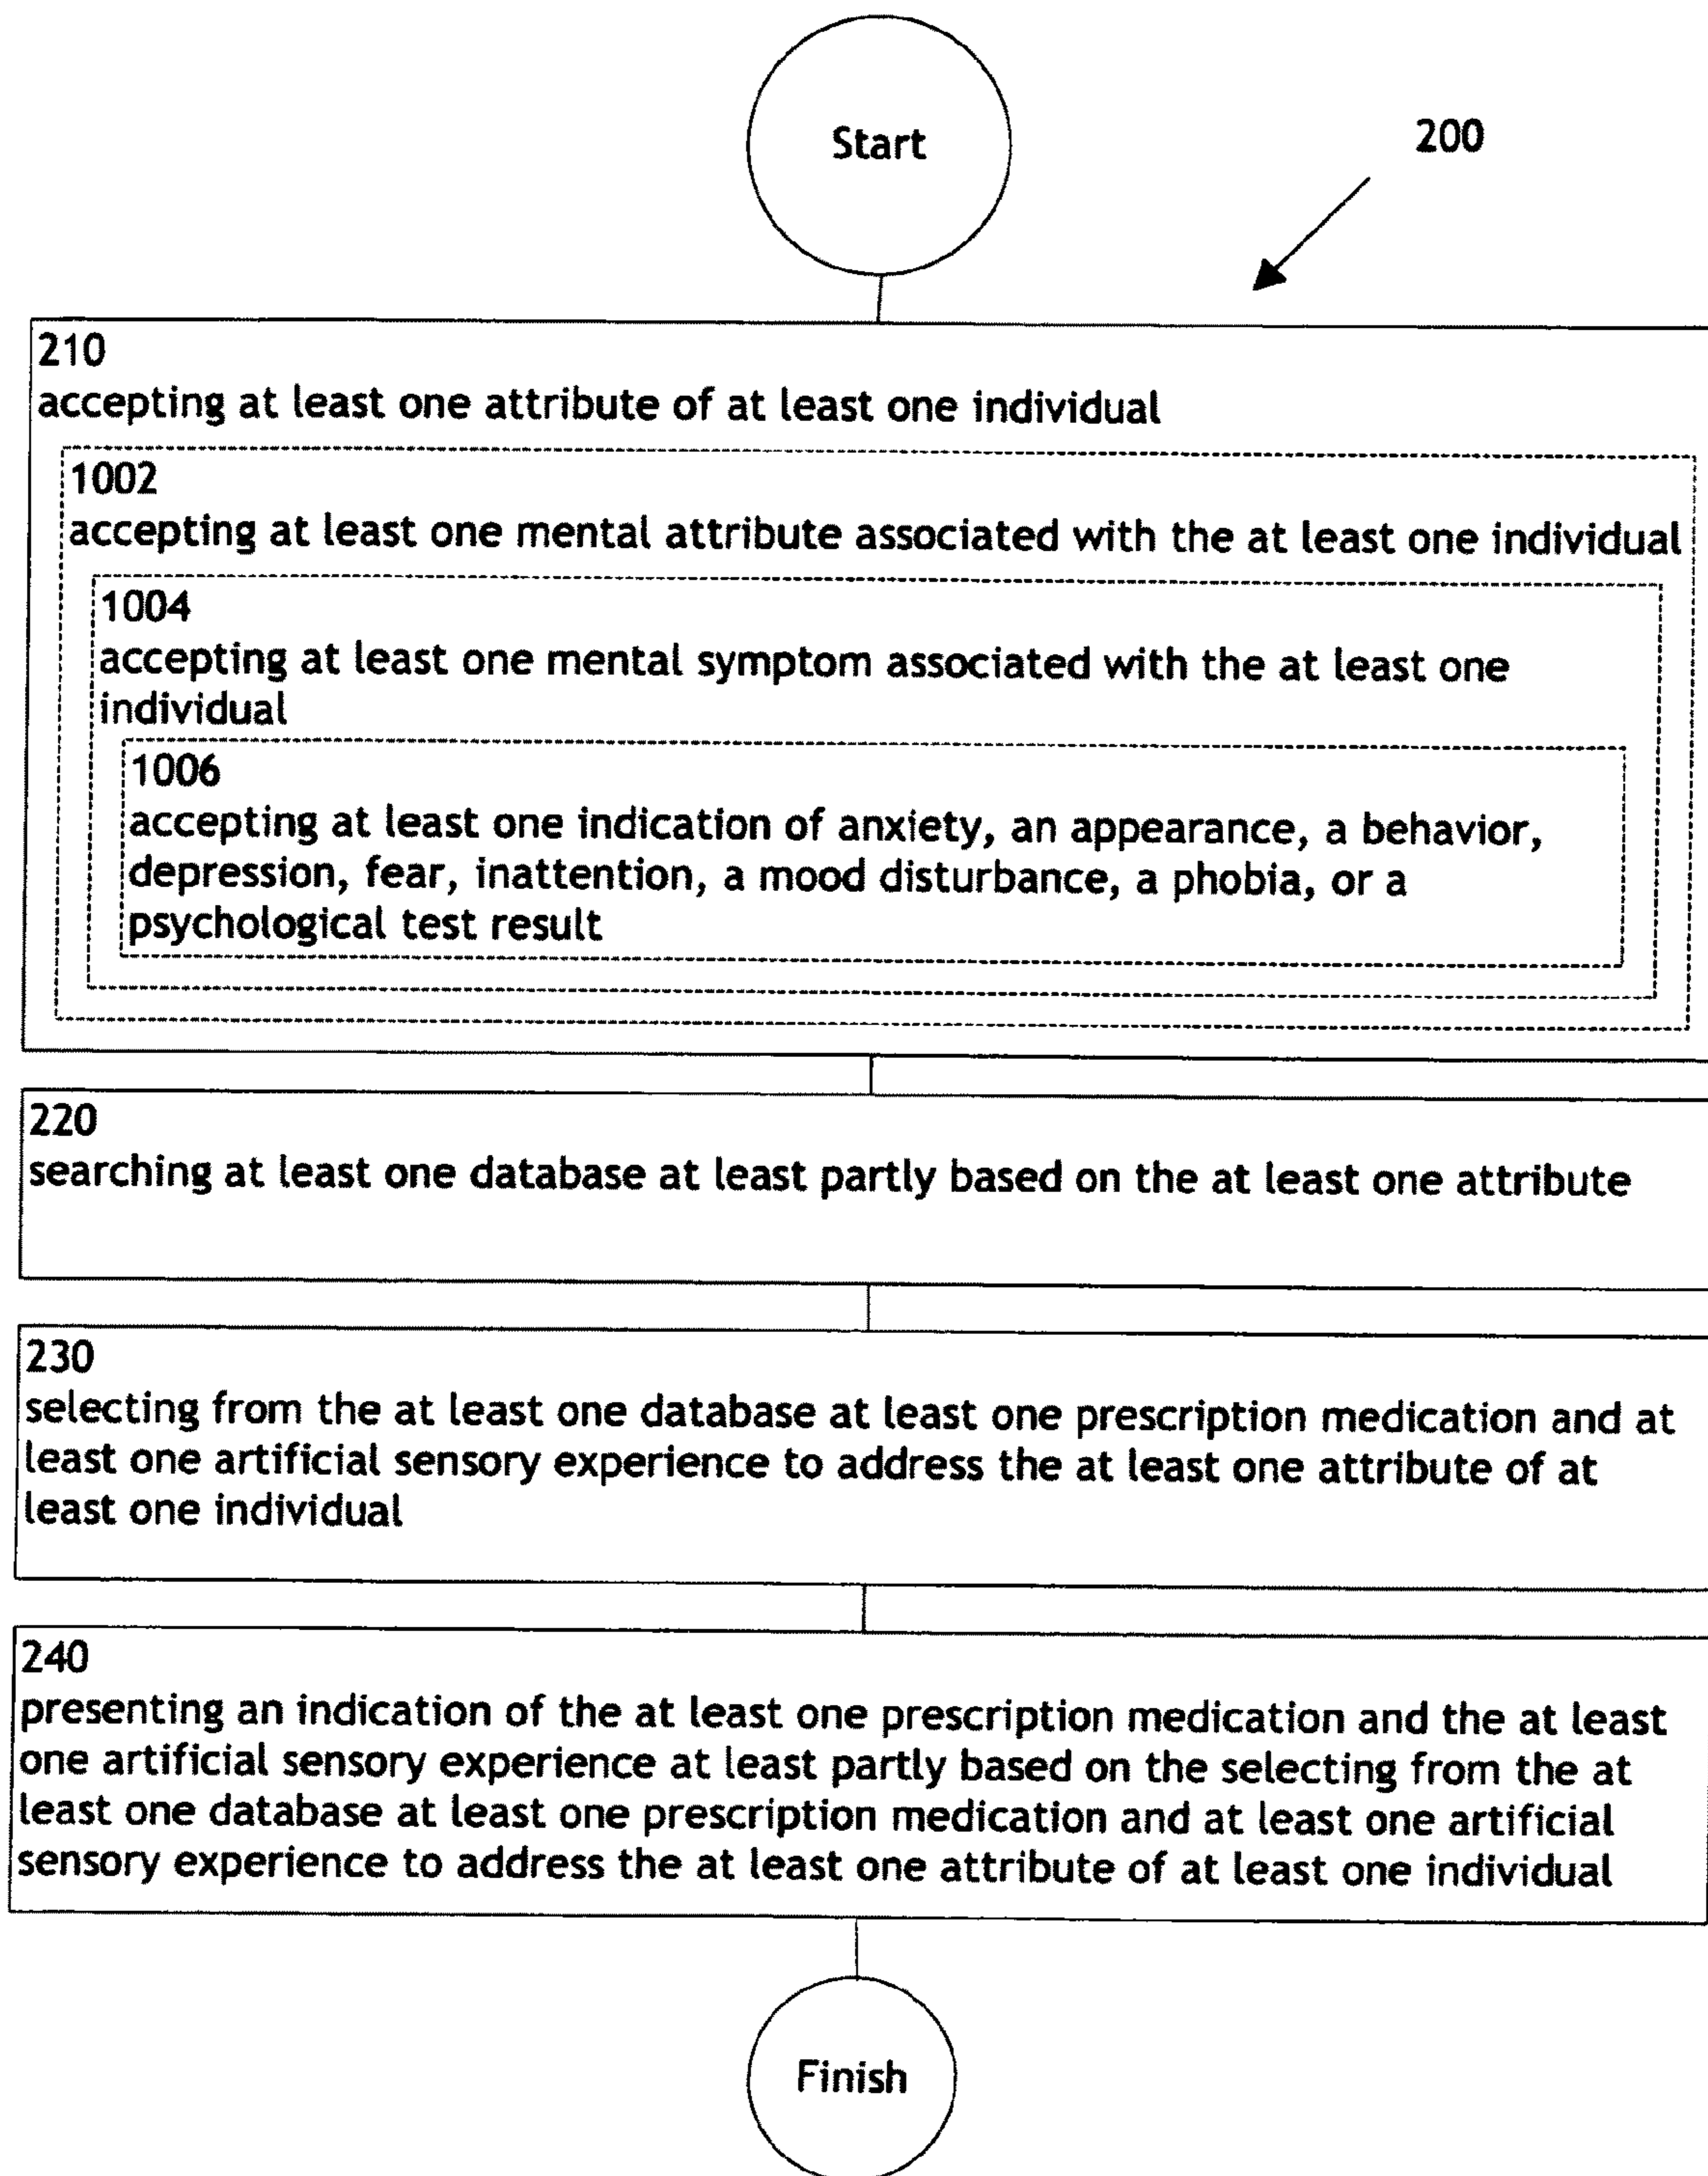 Start
200
210
accepting at least one attribute of at least one individual
1002
accepting at least one mental attribute associated with the at least one individual
1004
accepting at least one mental symptom associated with the at least one
individual
1006
accepting at least one indication of anxiety, an appearance, a behavior,
depression, fear, inattention, a mood disturbance, a phobia, or a
psychological test result
220
searching at least one database at least partly based on the at least one attribute
230
selecting from the at least one database at least one prescription medication and at
least one artificial sensory experience to address the at least one attribute of at
least one individual
240
presenting an indication of the at least one prescription medication and the at least
one artificial sensory experience at least partly based on the selecting from the at
least one database at least one prescription medication and at least one artificial
sensory experience to address the at least one attribute of at least one individual
Finish